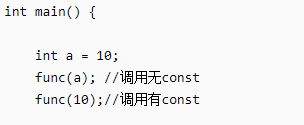 int main() {
int a = 10;
func(a); //调用无const
func(10);//调用有const